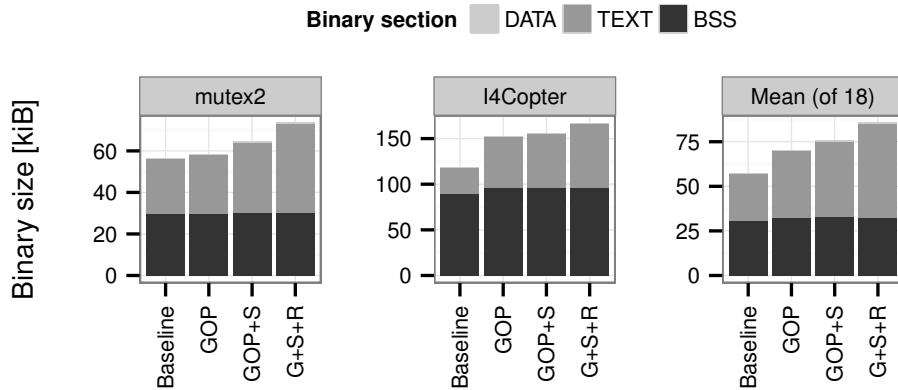 Binary section DATA TEXT BSS
mutex2
I4Copter
Mean (of 18)
Binary size [kiB]
60
40
20
0
150
100
50
0
75
50
25
0
Baseline
GOP
GOP+S
G+S+R
Baseline
GOP
GOP+S
G+S+R
Baseline
GOP
GOP+S
G+S+R